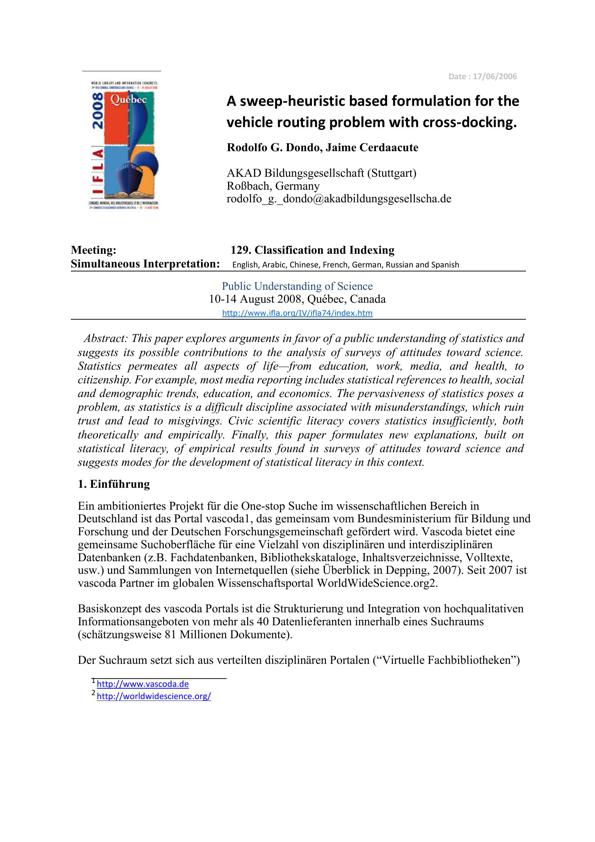 Date : 17/06/2006
WORLD LIBRARY AND INFORMATION CONGRESS:
Québec
IFLA 2008
A sweep-heuristic based formulation for the
vehicle routing problem with cross-docking.
Rodolfo G. Dondo, Jaime Cerdaacute
AKAD Bildungsgesellschaft (Stuttgart)
Roßbach, Germany
rodolfo_g._dondo@akadbildungsgesellscha.de
Meeting: 129. Classification and Indexing
Simultaneous Interpretation: English, Arabic, Chinese, French, German, Russian and Spanish
Public Understanding of Science
10-14 August 2008, Québec, Canada
http://www.ifla.org/IV/ifla74/index.htm
Abstract: This paper explores arguments in favor of a public understanding of statistics and
suggests its possible contributions to the analysis of surveys of attitudes toward science.
Statistics permeates all aspects of life—from education, work, media, and health, to
citizenship. For example, most media reporting includes statistical references to health, social
and demographic trends, education, and economics. The pervasiveness of statistics poses a
problem, as statistics is a difficult discipline associated with misunderstandings, which ruin
trust and lead to misgivings. Civic scientific literacy covers statistics insufficiently, both
theoretically and empirically. Finally, this paper formulates new explanations, built on
statistical literacy, of empirical results found in surveys of attitudes toward science and
suggests modes for the development of statistical literacy in this context.
1. Einführung
Ein ambitioniertes Projekt für die One-stop Suche im wissenschaftlichen Bereich in
Deutschland ist das Portal vascoda1, das gemeinsam vom Bundesministerium für Bildung und
Forschung und der Deutschen Forschungsgemeinschaft gefördert wird. Vascoda bietet eine
gemeinsame Suchoberfläche für eine Vielzahl von disziplinären und interdisziplinären
Datenbanken (z.B. Fachdatenbanken, Bibliothekskataloge, Inhaltsverzeichnisse, Volltexte,
usw.) und Sammlungen von Internetquellen (siehe Überblick in Depping, 2007). Seit 2007 ist
vascoda Partner im globalen Wissenschaftsportal WorldWideScience.org2.
Basiskonzept des vascoda Portals ist die Strukturierung und Integration von hochqualitativen
Informationsangeboten von mehr als 40 Datenlieferanten innerhalb eines Suchraums
(schätzungsweise 81 Millionen Dokumente).
Der Suchraum setzt sich aus verteilten disziplinären Portalen (“Virtuelle Fachbibliotheken”)
1 http://www.vascoda.de
2 http://worldwidescience.org/